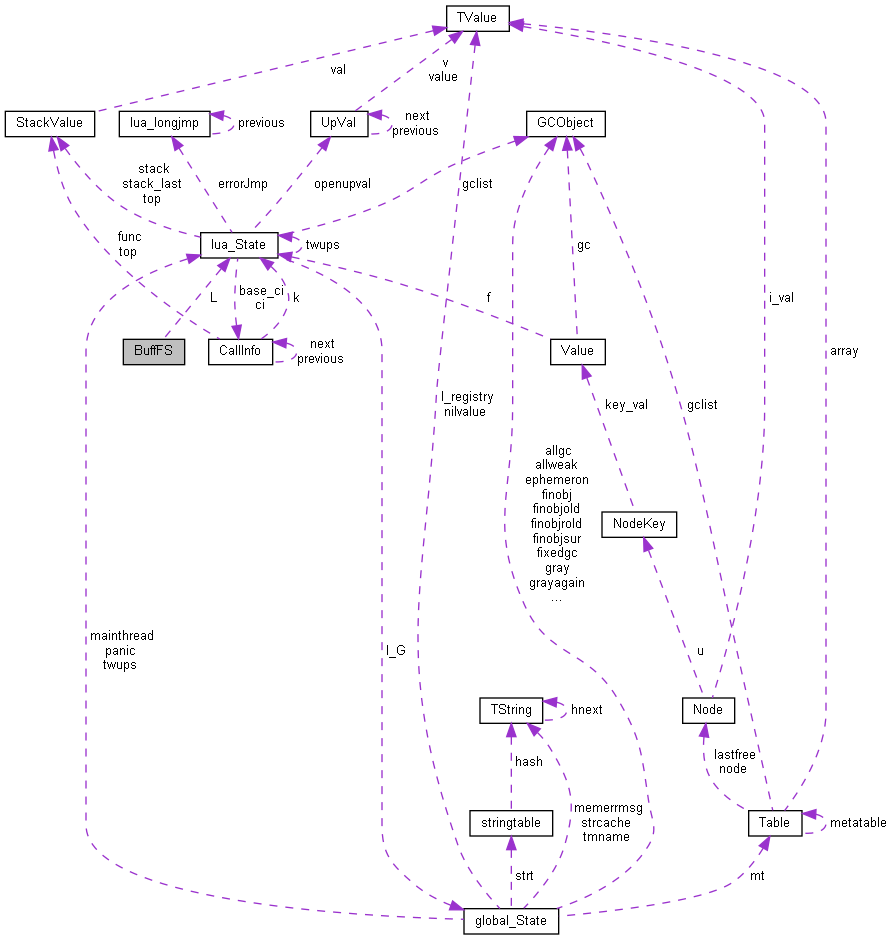 TValue
val
v
value
StackValue
lua_longjmp
previous
UpVal
next
previous
GCObject
stack
stack_last
top
errorJmp
openupval
gclist
func
top
lua_State
twups
gc
L
base_ci
ci
k
f
i_val
BuffFS
CallInfo
next
previous
Value
array
l_registry
nilvalue
key_val
gclist
allgc
allweak
ephemeron
finobj
finobjold
finobjrold
finobjsur
fixedgc
gray
grayagain
...
NodeKey
mainthread
panic
twups
l_G
u
TString
hnext
Node
hash
lastfree
node
memerrmsg
strcache
tmname
stringtable
Table
metatable
strt
mt
global_State